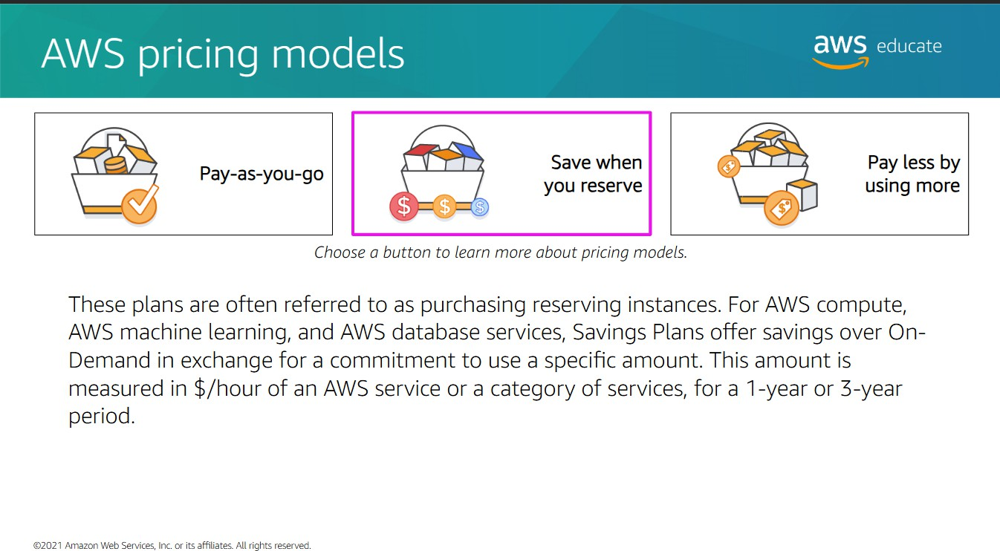 AWS pricing models
aws educate
Pay-as-you-go
Save when
you reserve
Pay less by
using more
Choose a button to learn more about pricing models.
These plans are often referred to as purchasing reserving instances. For AWS compute,
AWS machine learning, and AWS database services, Savings Plans offer savings over On-
Demand in exchange for a commitment to use a specific amount. This amount is
measured in $/hour of an AWS service or a category of services, for a 1-year or 3-year
period.
©2021 Amazon Web Services, Inc. or its affiliates. All rights reserved.